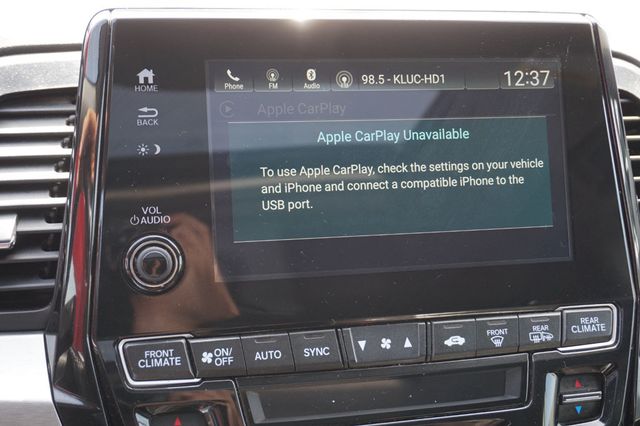 HOME
BACK
VOL
AUDIO
Phone
FM
Audio
98.5 - KLUC-HD1
12:37
Apple CarPlay
Apple CarPlay Unavailable
To use Apple CarPlay, check the settings on your vehicle
and iPhone and connect a compatible iPhone to the
USB port.
FRONT
CLIMATE
ON/
OFF
AUTO
SYNC
FRONT
REAR
REAR
CLIMATE